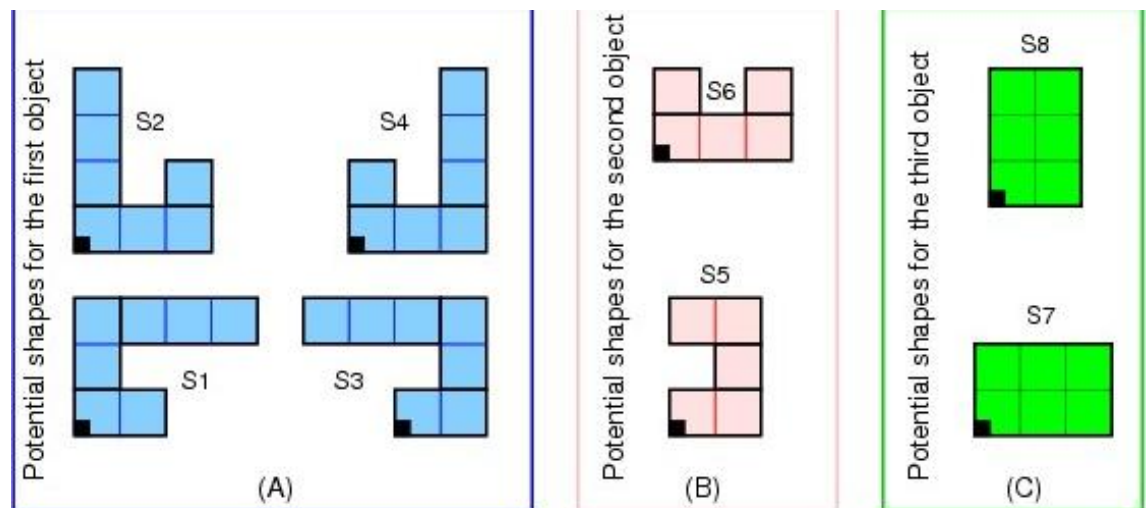 Potential shapes for the first object
S2
S4
S1
S3
(A)
Potential shapes for the second object
S6
S5
(B)
Potential shapes for the third object
S8
S7
(C)